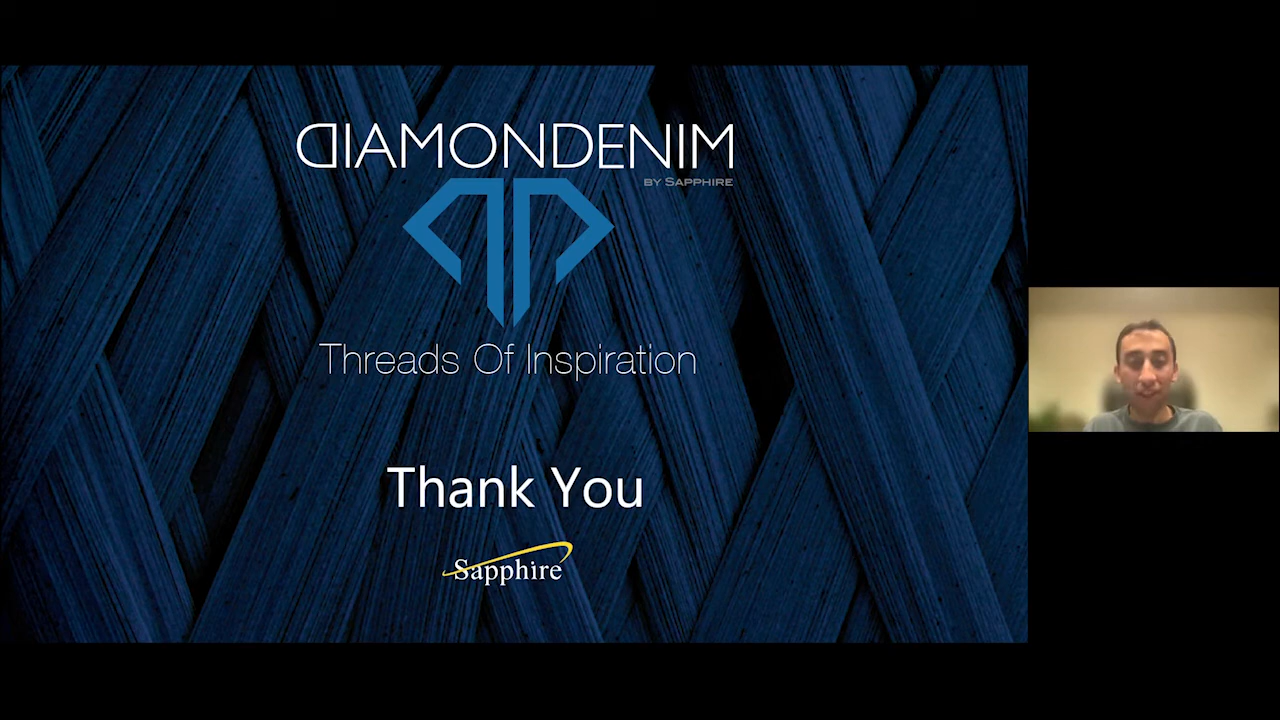 DIAMONDENIM
BY SAPPHIRE
Threads Of Inspiration
Thank You
Sapphire